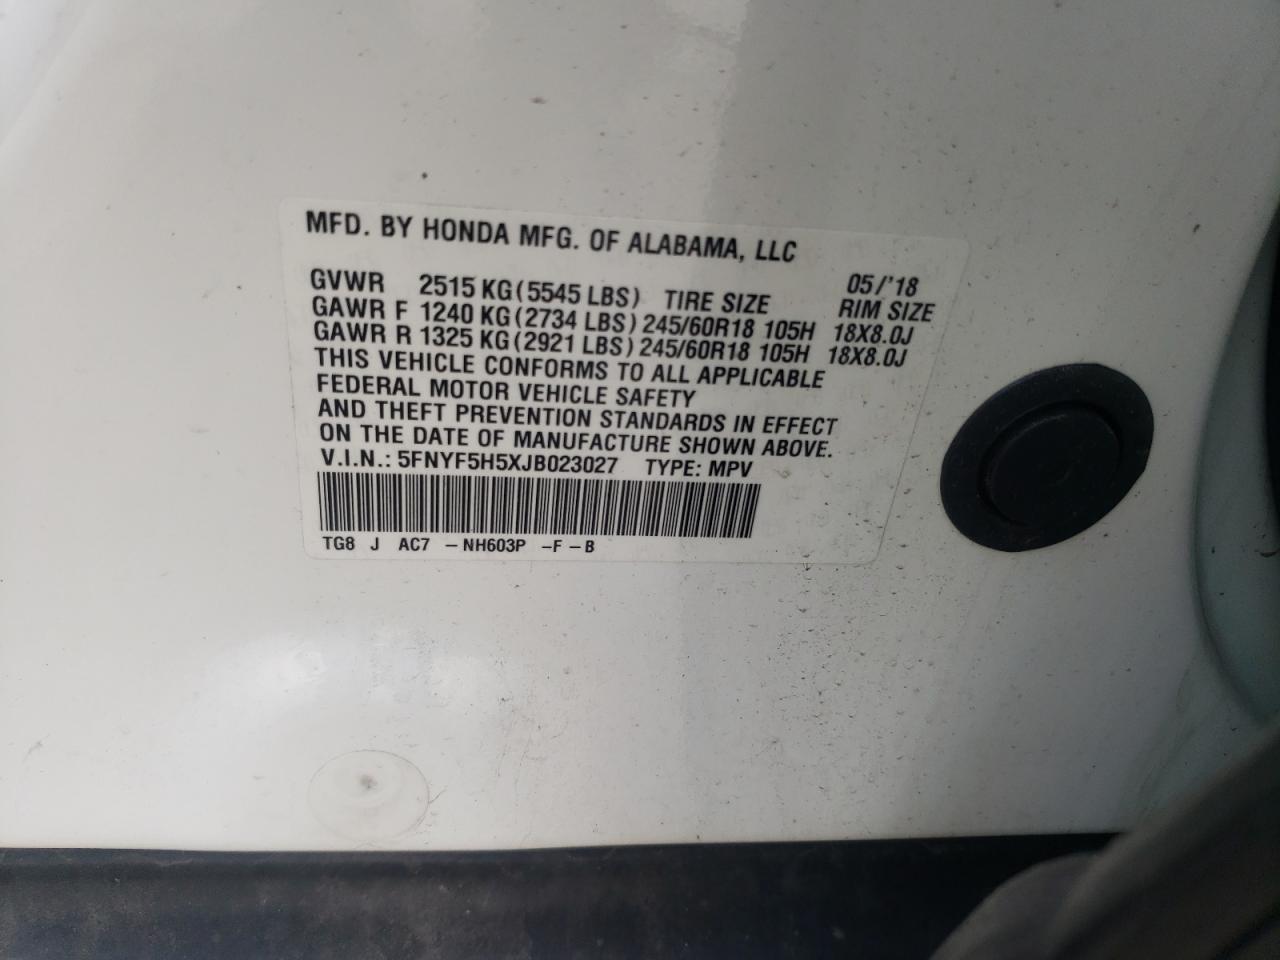 MFD. BY HONDA MFG. OF ALABAMA, LLC
05/'18
GVWR 2515 KG (5545 LBS) TIRE SIZE RIM SIZE
GAWR F 1240 KG (2734 LBS) 245/60R18 105H 18X8.0J
GAWR R 1325 KG (2921 LBS) 245/60R18 105H 18X8.0J
THIS VEHICLE CONFORMS TO ALL APPLICABLE
FEDERAL MOTOR VEHICLE SAFETY
AND THEFT PREVENTION STANDARDS IN EFFECT
ON THE DATE OF MANUFACTURE SHOWN ABOVE.
V.I.N.: 5FNYF5H5XJB023027 TYPE: MPV
TG8 J AC7 -NH603P -F-B